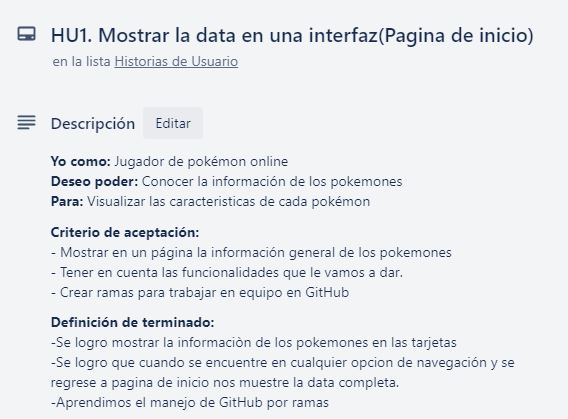 HU1. Mostrar la data en una interfaz(Pagina de inicio)
en la lista Historias de Usuario
Descripción Editar
Yo como: Jugador de pokémon online
Deseo poder: Conocer la información de los pokemones
Para: Visualizar las caracteristicas de cada pokémon
Criterio de aceptación:
- Mostrar en un página la información general de los pokemones
- Tener en cuenta las funcionalidades que le vamos a dar.
- Crear ramas para trabajar en equipo en GitHub
Definición de terminado:
-Se logro mostrar la informaciòn de los pokemones en las tarjetas
-Se logro que cuando se encuentre en cualquier opcion de navegación y se
regrese a pagina de inicio nos muestre la data completa.
-Aprendimos el manejo de GitHub por ramas